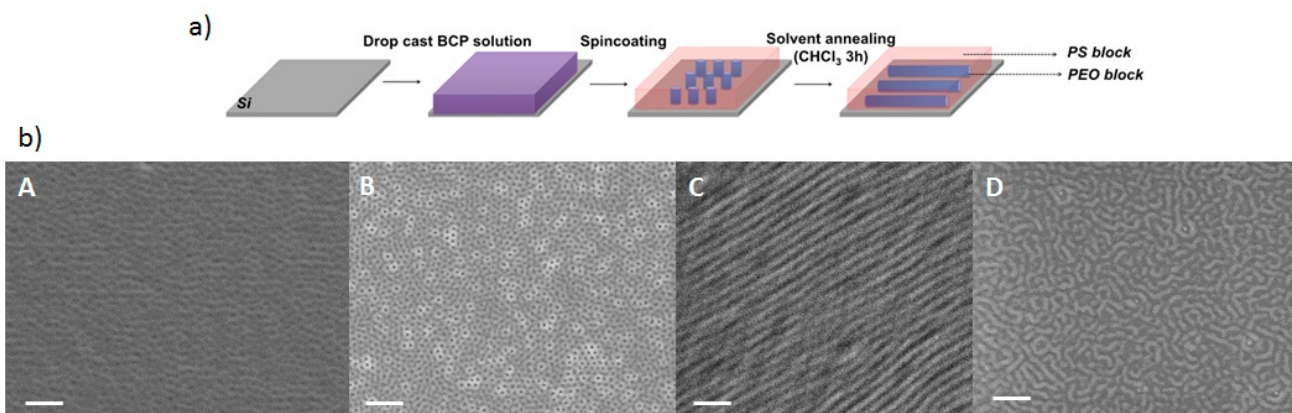 a)
Drop cast BCP solution
Spincoating
Solvent annealing
(CHCl₃ 3h)
PS block
PEO block
Si
b)
A
B
C
D